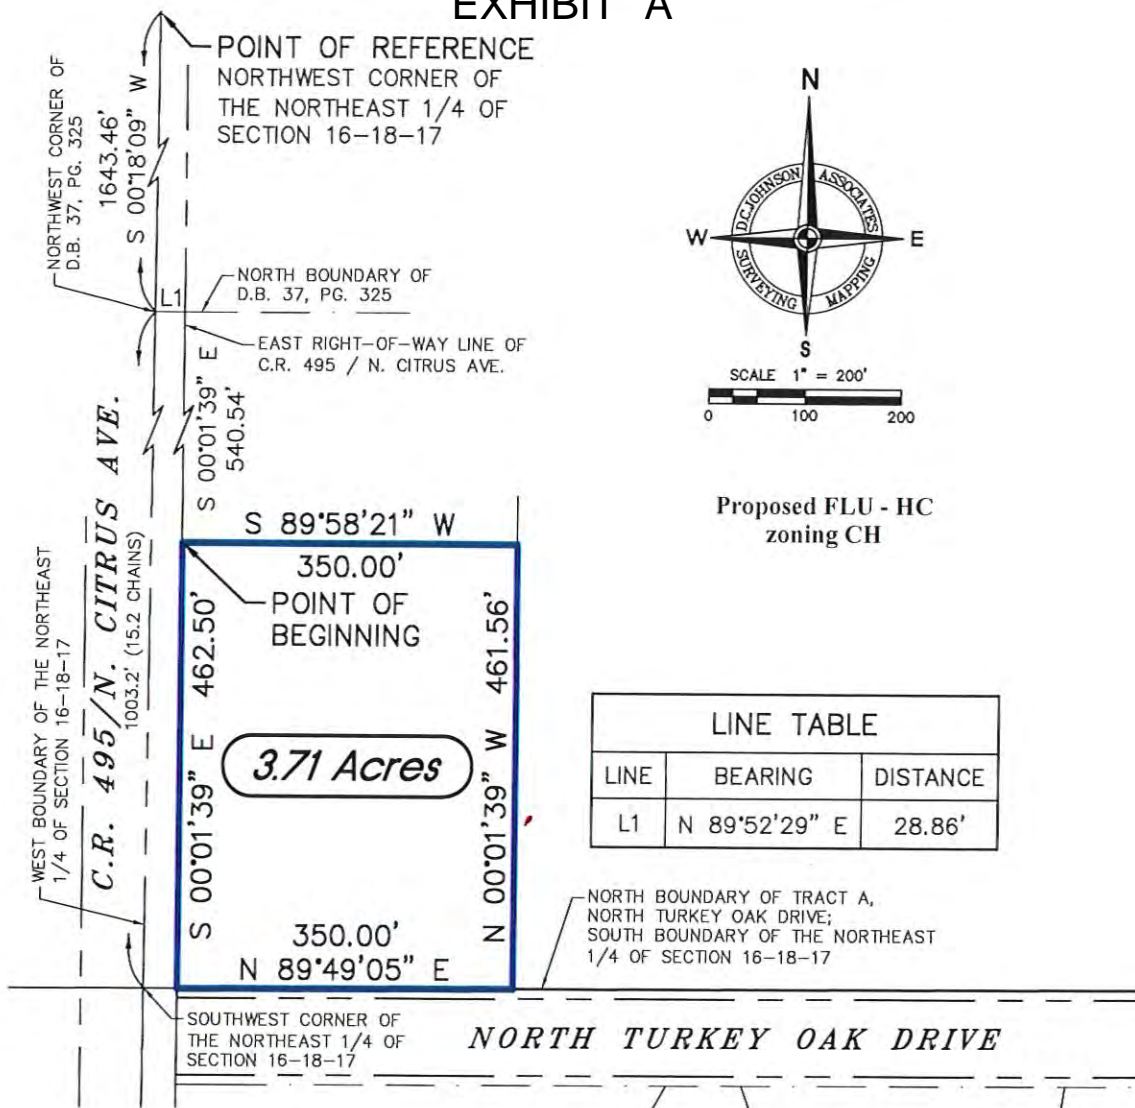 EXHIBIT "A"
POINT OF REFERENCE
NORTHWEST CORNER OF
THE NORTHEAST 1/4 OF
SECTION 16-18-17
NORTHWEST CORNER OF
D.B. 37, PG. 325
1643.46'
S 00°18'09" W
L1
NORTH BOUNDARY OF
D.B. 37, PG. 325
EAST RIGHT-OF-WAY LINE OF
C.R. 495 / N. CITRUS AVE.
S 00°01'39" E
540.54'
N
W
E
S
D.C.JOHNSON
ASSOCIATES
SURVEYING
MAPPING
SCALE 1" = 200'
0 100 200
Proposed FLU - HC
zoning CH
S 89°58'21" W
350.00'
POINT OF
BEGINNING
S 00°01'39" E 462.50'
N 00°01'39" W 461.56'
3.71 Acres
350.00'
N 89°49'05" E
WEST BOUNDARY OF THE NORTHEAST
1/4 OF SECTION 16-18-17
C.R. 495/N. CITRUS AVE.
1003.2' (15.2 CHAINS)
LINE TABLE
LINE BEARING DISTANCE
L1 N 89°52'29" E 28.86'
NORTH BOUNDARY OF TRACT A,
NORTH TURKEY OAK DRIVE;
SOUTH BOUNDARY OF THE NORTHEAST
1/4 OF SECTION 16-18-17
SOUTHWEST CORNER OF
THE NORTHEAST 1/4 OF
SECTION 16-18-17
NORTH TURKEY OAK DRIVE